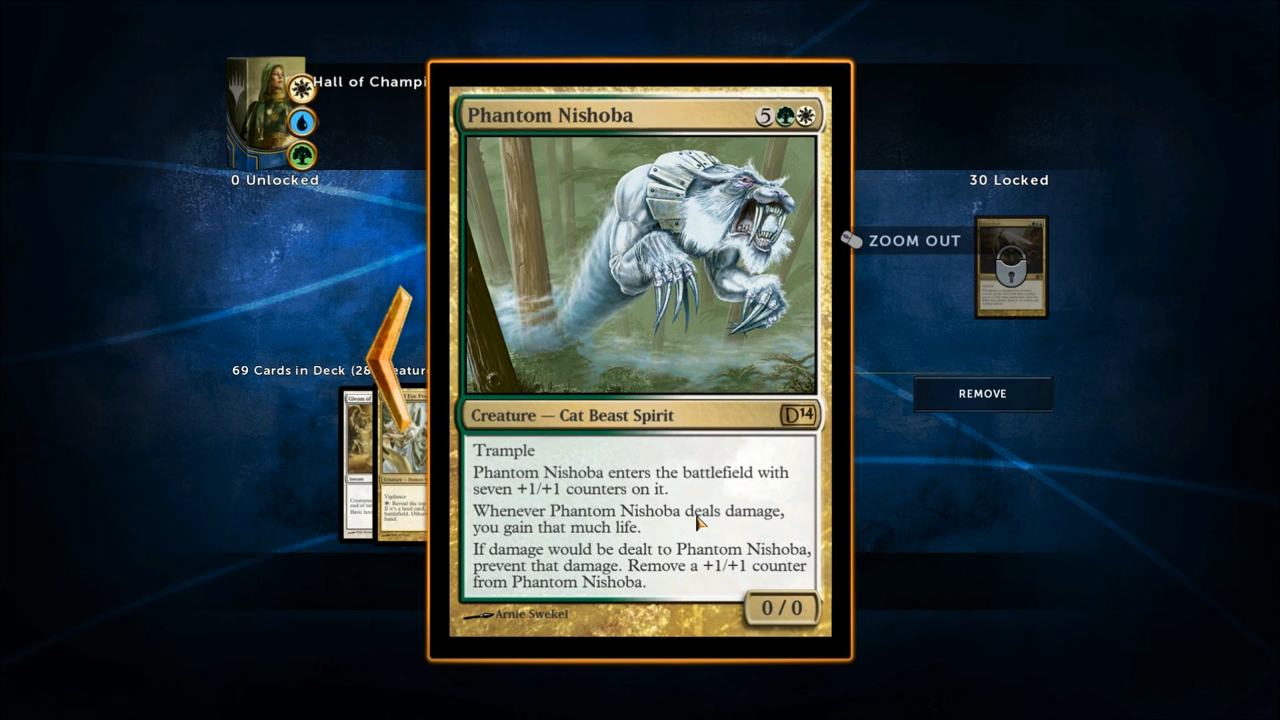 Hall of Champi
0 Unlocked
30 Locked
ZOOM OUT
69 Cards in Deck (28
REMOVE
Phantom Nishoba
5
Creature — Cat Beast Spirit
D14
Trample
Phantom Nishoba enters the battlefield with
seven +1/+1 counters on it.
Whenever Phantom Nishoba deals damage,
you gain that much life.
If damage would be dealt to Phantom Nishoba,
prevent that damage. Remove a +1/+1 counter
from Phantom Nishoba.
Arnie Swekel
0 / 0
Vigilance